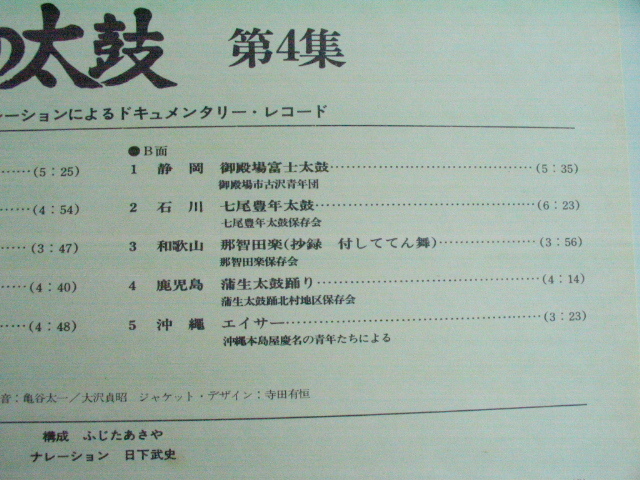 の太鼓 第4集
レーションによるドキュメンタリー・レコード
●B面
……(5:25) 1 静岡 御殿場富士太鼓……(5:35)
御殿場市古沢青年団
……(4:54) 2 石川 七尾豊年太鼓……(6:23)
七尾豊年太鼓保存会
……(3:47) 3 和歌山 那智田楽(抄録 付してん舞)……(3:56)
那智田楽保存会
……(4:40) 4 鹿児島 蒲生太鼓踊り……(4:14)
蒲生太鼓踊北村地区保存会
……(4:48) 5 沖縄 エイサー……(3:23)
沖縄本島屋慶名の青年たちによる
音:亀谷太一/大沢貞昭 ジャケット・デザイン:寺田有恒
構成 ふじたあさや
ナレーション 日下武史